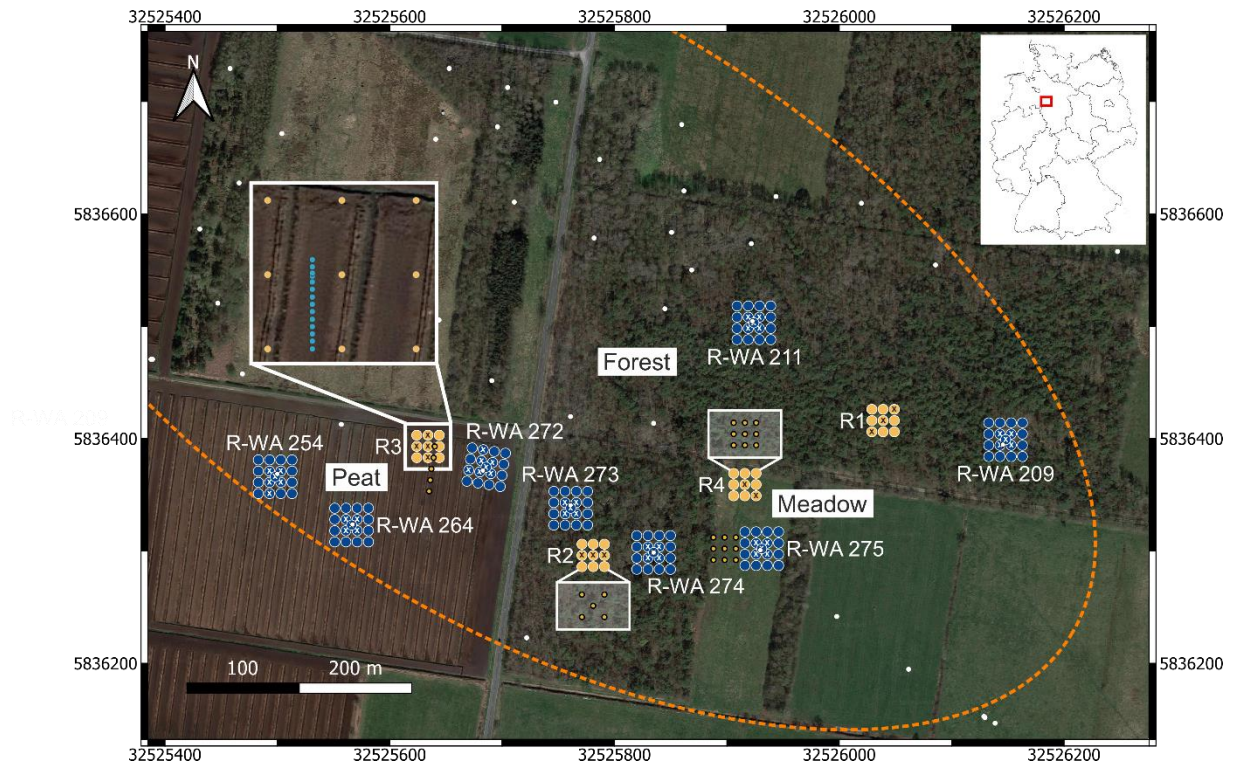 32525400 32525600 32525800 32526000 32526200
N
5836600 5836600
Forest
R-WA 211
5836400 5836400
R-WA 254
R3
R-WA 272
R1
R-WA 273
R-WA 209
Peat
R4
Meadow
R-WA 264
R2
R-WA 274
R-WA 275
5836200 5836200
100 200 m
32525400 32525600 32525800 32526000 32526200